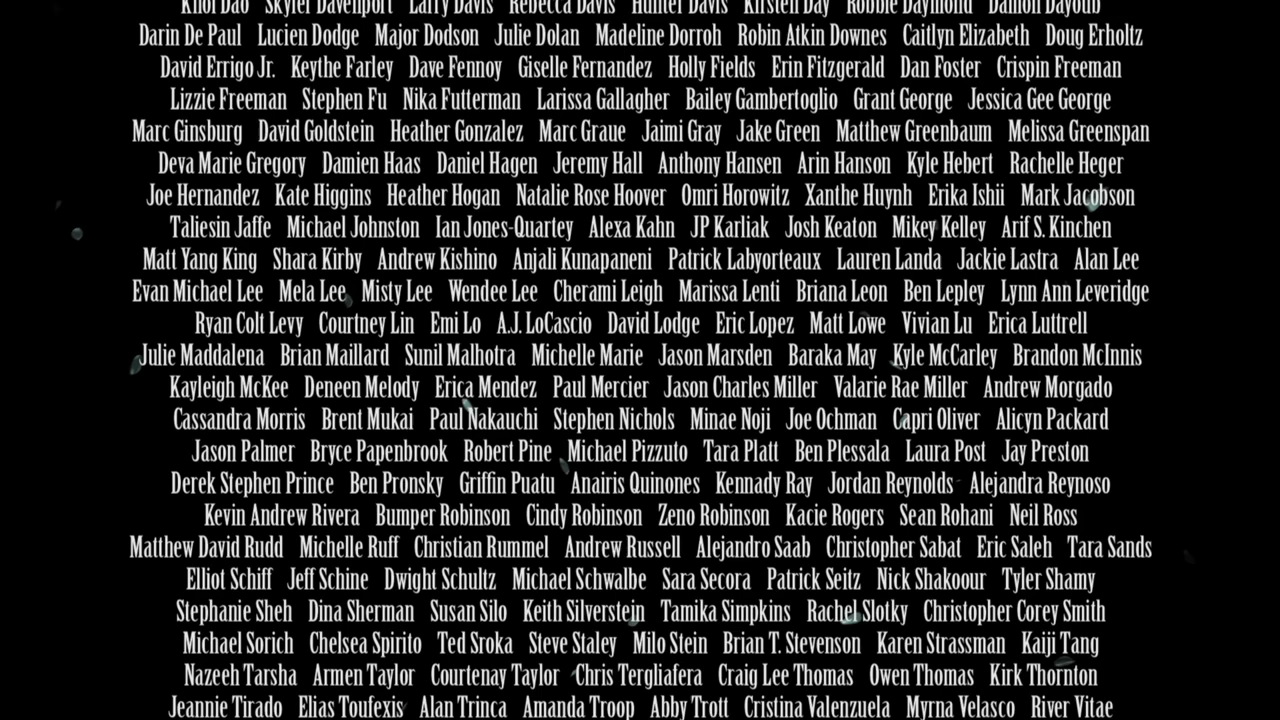 Khoi Dao Skyler Davenport Larry Davis Rebecca Davis Hunter Davis Kirsten Day Robbie Daymond Damon Dayoub
Darin De Paul Lucien Dodge Major Dodson Julie Dolan Madeline Dorroh Robin Atkin Downes Caitlyn Elizabeth Doug Erholtz
David Errigo Jr. Keythe Farley Dave Fennoy Giselle Fernandez Holly Fields Erin Fitzgerald Dan Foster Crispin Freeman
Lizzie Freeman Stephen Fu Nika Futterman Larissa Gallagher Bailey Gambertoglio Grant George Jessica Gee George
Marc Ginsburg David Goldstein Heather Gonzalez Marc Graue Jaimi Gray Jake Green Matthew Greenbaum Melissa Greenspan
Deva Marie Gregory Damien Haas Daniel Hagen Jeremy Hall Anthony Hansen Arin Hanson Kyle Hebert Rachelle Heger
Joe Hernandez Kate Higgins Heather Hogan Natalie Rose Hoover Omri Horowitz Xanthe Huynh Erika Ishii Mark Jacobson
Taliesin Jaffe Michael Johnston Ian Jones-Quartey Alexa Kahn JP Karliak Josh Keaton Mikey Kelley Arif S. Kinchen
Matt Yang King Shara Kirby Andrew Kishino Anjali Kunapaneni Patrick Labyorteaux Lauren Landa Jackie Lastra Alan Lee
Evan Michael Lee Mela Lee Misty Lee Wendee Lee Cherami Leigh Marissa Lenti Briana Leon Ben Lepley Lynn Ann Leveridge
Ryan Colt Levy Courtney Lin Emi Lo A.J. LoCascio David Lodge Eric Lopez Matt Lowe Vivian Lu Erica Luttrell
Julie Maddalena Brian Maillard Sunil Malhotra Michelle Marie Jason Marsden Baraka May Kyle McCarley Brandon McInnis
Kayleigh McKee Deneen Melody Erica Mendez Paul Mercier Jason Charles Miller Valarie Rae Miller Andrew Morgado
Cassandra Morris Brent Mukai Paul Nakauchi Stephen Nichols Minae Noji Joe Ochman Capri Oliver Alicyn Packard
Jason Palmer Bryce Papenbrook Robert Pine Michael Pizzuto Tara Platt Ben Plessala Laura Post Jay Preston
Derek Stephen Prince Ben Pronsky Griffin Puatu Anairis Quinones Kennady Ray Jordan Reynolds Alejandra Reynoso
Kevin Andrew Rivera Bumper Robinson Cindy Robinson Zeno Robinson Kacie Rogers Sean Rohani Neil Ross
Matthew David Rudd Michelle Ruff Christian Rummel Andrew Russell Alejandro Saab Christopher Sabat Eric Saleh Tara Sands
Elliot Schiff Jeff Schine Dwight Schultz Michael Schwalbe Sara Secora Patrick Seitz Nick Shakoour Tyler Shamy
Stephanie Sheh Dina Sherman Susan Silo Keith Silverstein Tamika Simpkins Rachel Slotky Christopher Corey Smith
Michael Sorich Chelsea Spirito Ted Sroka Steve Staley Milo Stein Brian T. Stevenson Karen Strassman Kaiji Tang
Nazeeh Tarsha Armen Taylor Courtenay Taylor Chris Tergliafera Craig Lee Thomas Owen Thomas Kirk Thornton
Jeannie Tirado Elias Toufexis Alan Trinca Amanda Troop Abby Trott Cristina Valenzuela Myrna Velasco River Vitae